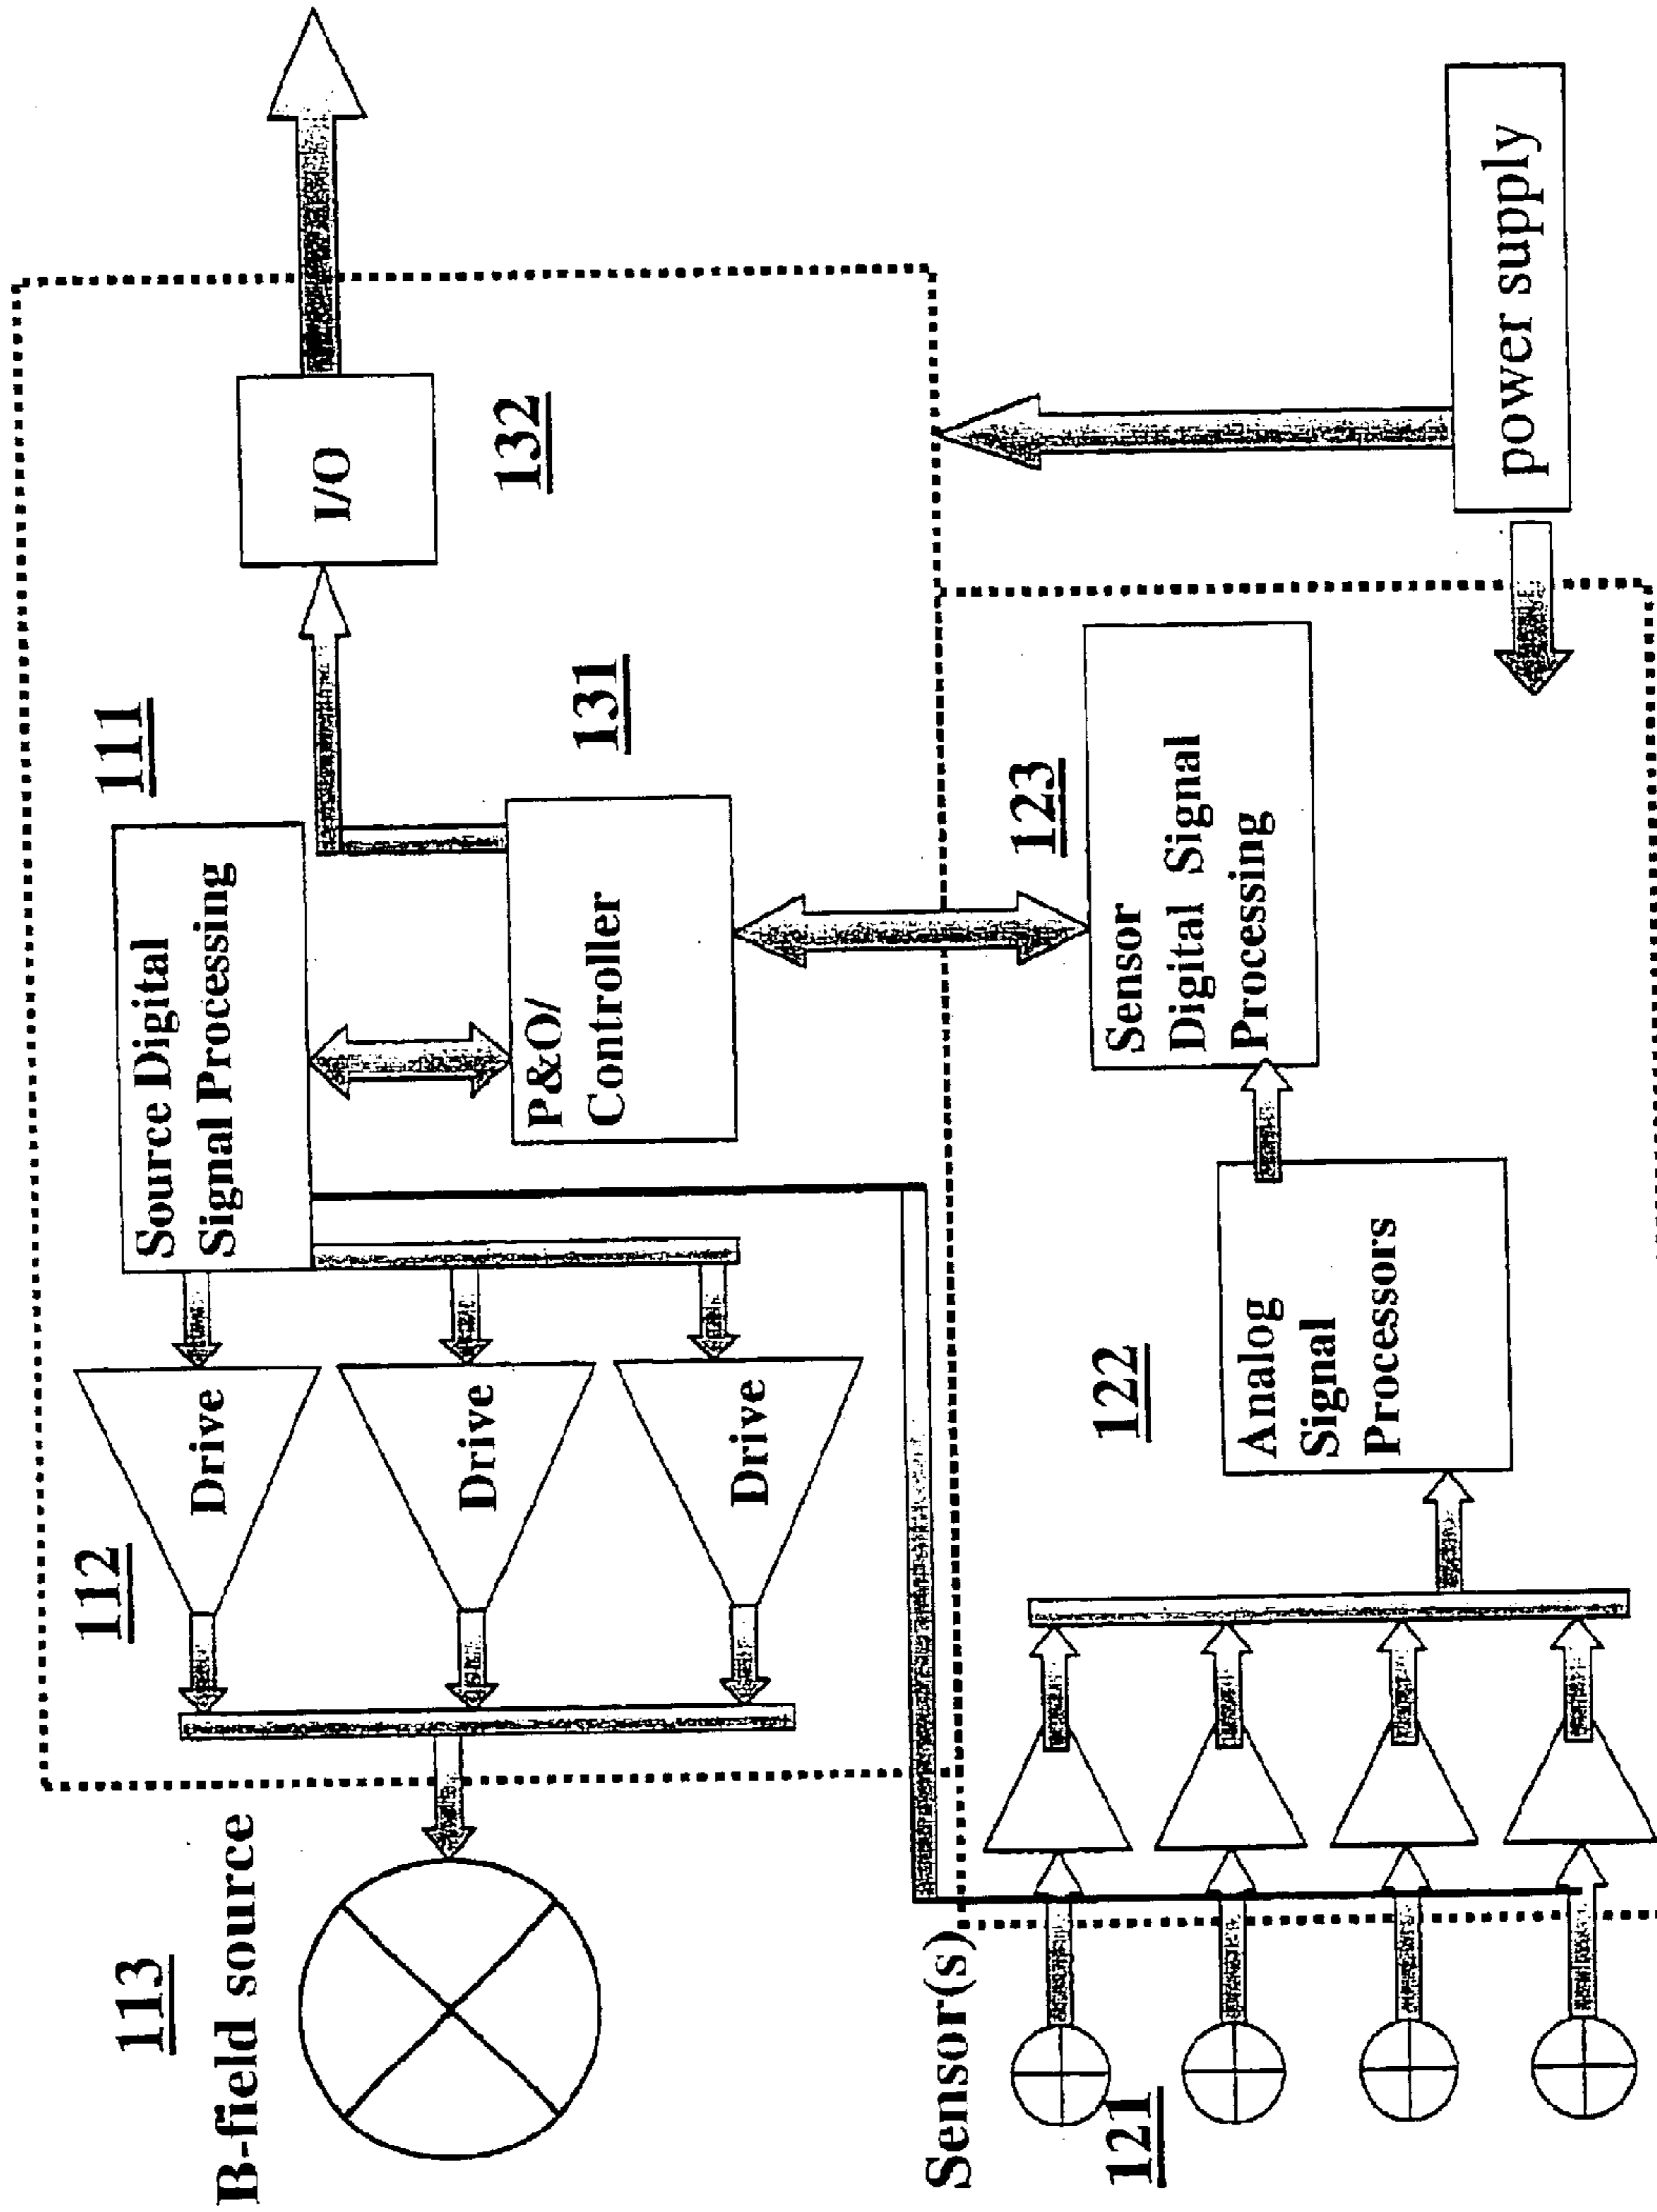 113
B-field source
112
Drive
Drive
Drive
111
Source Digital
Signal Processing
P&O/
Controller
131
I/O
132
Sensor(s)
121
122
Analog
Signal
Processors
123
Sensor
Digital Signal
Processing
power supply